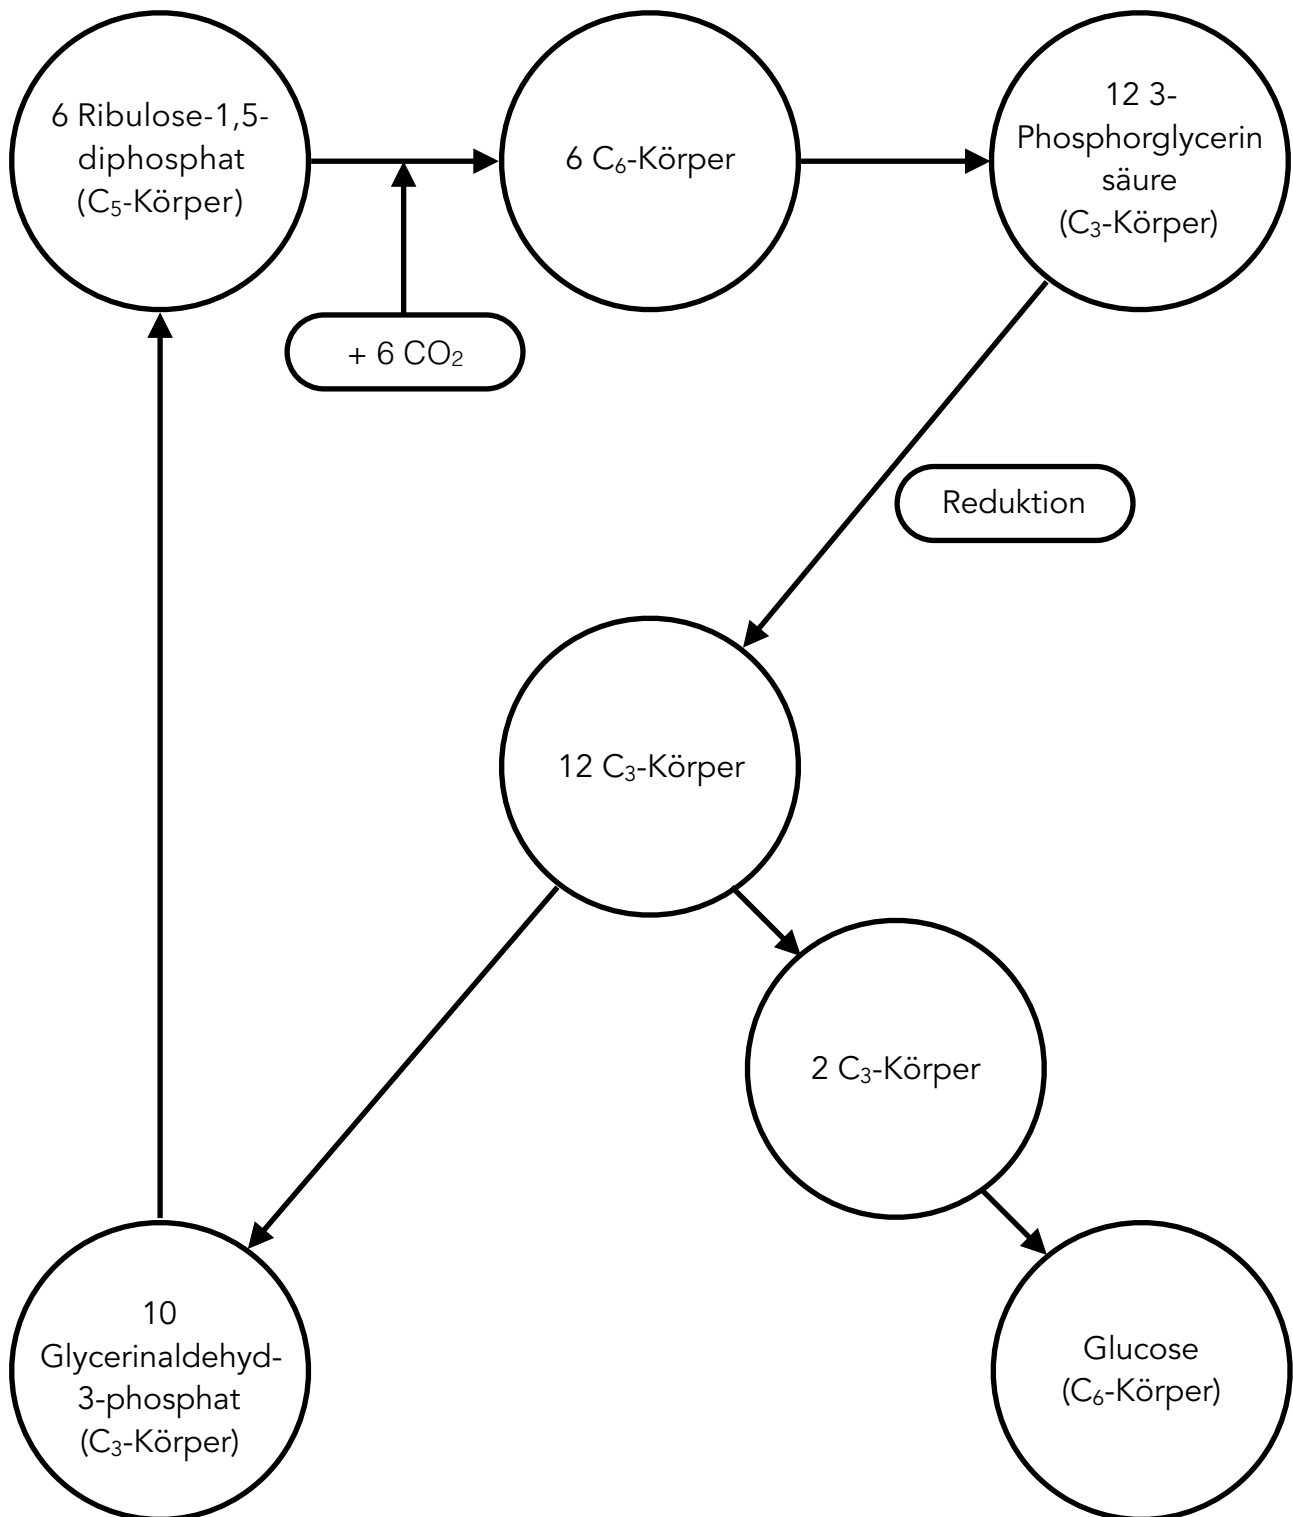 6 Ribulose-1,5-
diphosphat
(C₅-Körper)
6 C₆-Körper
12 3-
Phosphorglycerin
säure
(C₃-Körper)
+ 6 CO₂
Reduktion
12 C₃-Körper
2 C₃-Körper
10
Glycerinaldehyd-
3-phosphat
(C₃-Körper)
Glucose
(C₆-Körper)